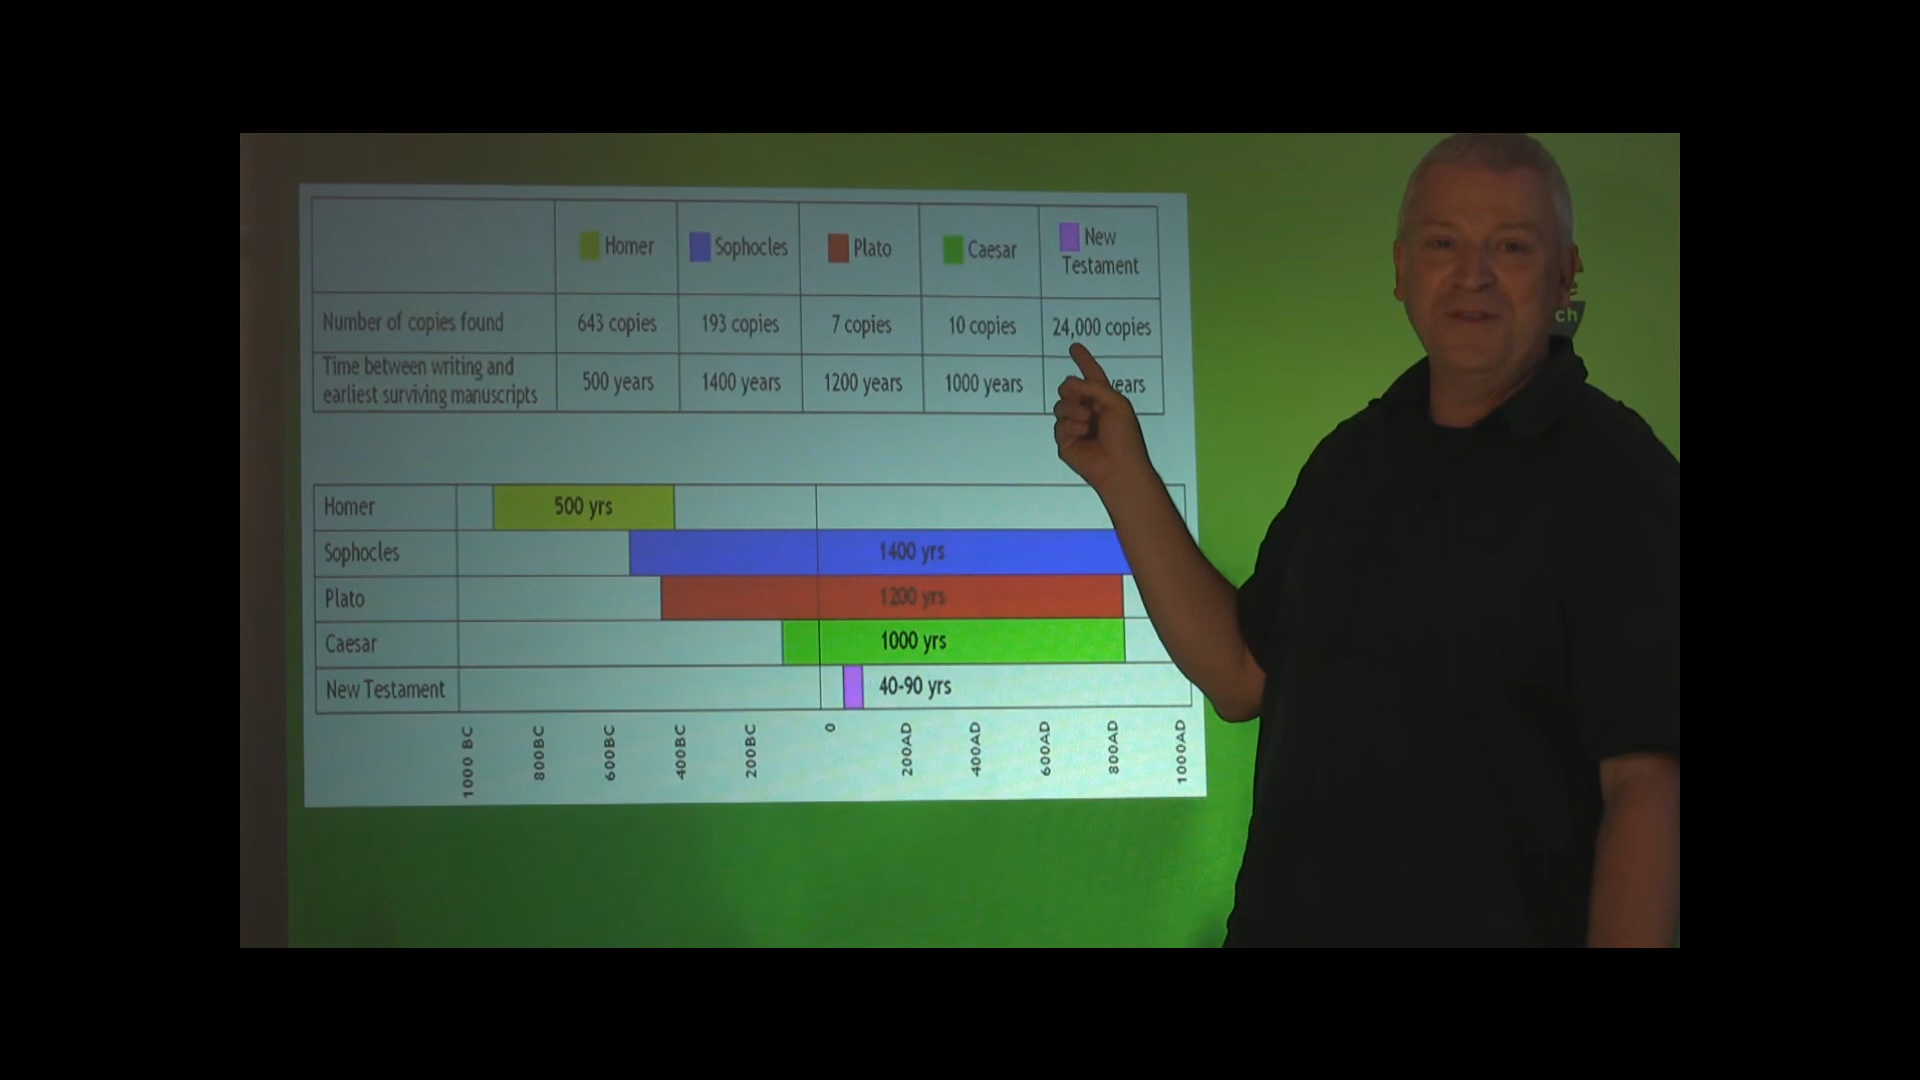 Homer
Sophocles
Plato
Caesar
New
Testament
Number of copies found
643 copies
193 copies
7 copies
10 copies
24,000 copies
Time between writing and
earliest surviving manuscripts
500 years
1400 years
1200 years
1000 years
years
Homer
500 yrs
Sophocles
1400 yrs
Plato
1200 yrs
Caesar
1000 yrs
New Testament
40-90 yrs
1000 BC
800BC
600BC
400BC
200BC
0
200AD
400AD
600AD
800AD
1000AD
ch